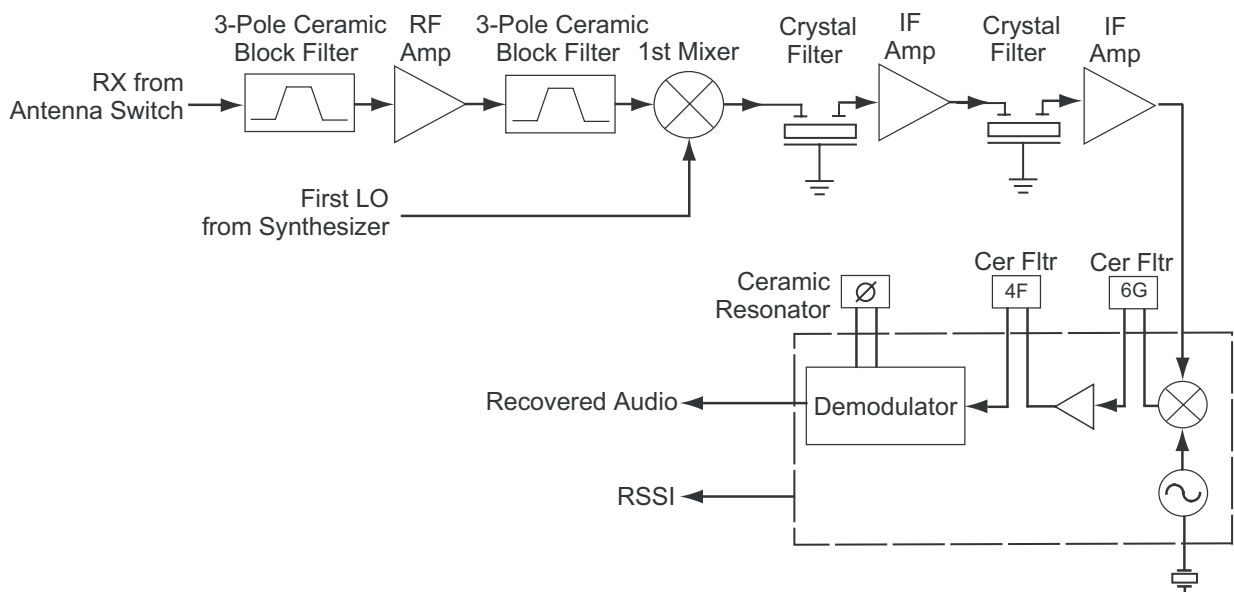 3-Pole Ceramic
Block Filter
RF
Amp
3-Pole Ceramic
Block Filter
1st Mixer
Crystal
Filter
IF
Amp
Crystal
Filter
IF
Amp
RX from
Antenna Switch
First LO
from Synthesizer
Ceramic
Resonator
Ø
Cer Fltr
4F
Cer Fltr
6G
Recovered Audio
Demodulator
RSSI